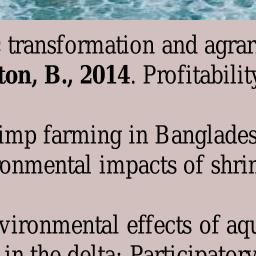 transformation and agrar
ton, B., 2014. Profitability
imp farming in Banglades
onmental impacts of shrim
vironmental effects of aqu
in the delta: Participatory